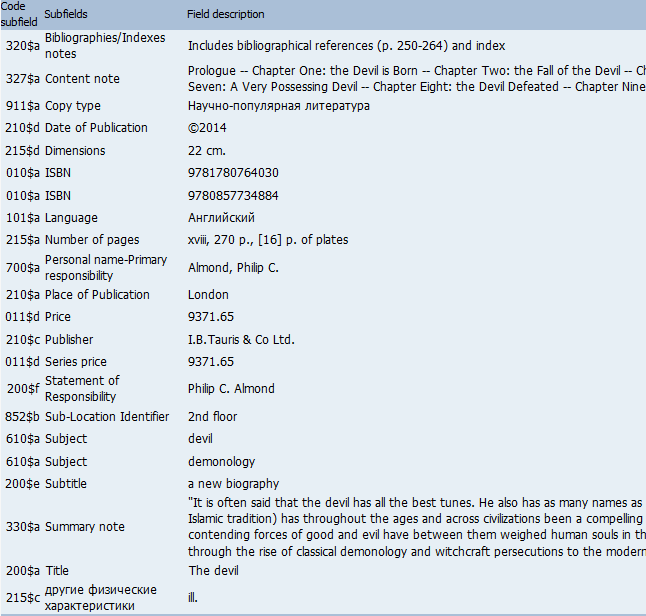 Code subfield Subfields Field description
320$a Bibliographies/Indexes notes Includes bibliographical references (p. 250-264) and index
327$a Content note Prologue -- Chapter One: the Devil is Born -- Chapter Two: the Fall of the Devil --
Seven: A Very Possessing Devil -- Chapter Eight: the Devil Defeated -- Chapter Nine
911$a Copy type Научно-популярная литература
210$d Date of Publication ©2014
215$d Dimensions 22 cm.
010$a ISBN 9781780764030
010$a ISBN 9780857734884
101$a Language Английский
215$a Number of pages xviii, 270 p., [16] p. of plates
700$a Personal name-Primary responsibility Almond, Philip C.
210$a Place of Publication London
011$d Price 9371.65
210$c Publisher I.B.Tauris & Co Ltd.
011$d Series price 9371.65
200$f Statement of Responsibility Philip C. Almond
852$b Sub-Location Identifier 2nd floor
610$a Subject devil
610$a Subject demonology
200$e Subtitle a new biography
330$a Summary note "It is often said that the devil has all the best tunes. He also has as many names as
Islamic tradition) has throughout the ages and across civilizations been a compelling
contending forces of good and evil have between them weighed human souls in
through the rise of classical demonology and witchcraft persecutions to the
200$a Title The devil
215$c другие физические характеристики ill.